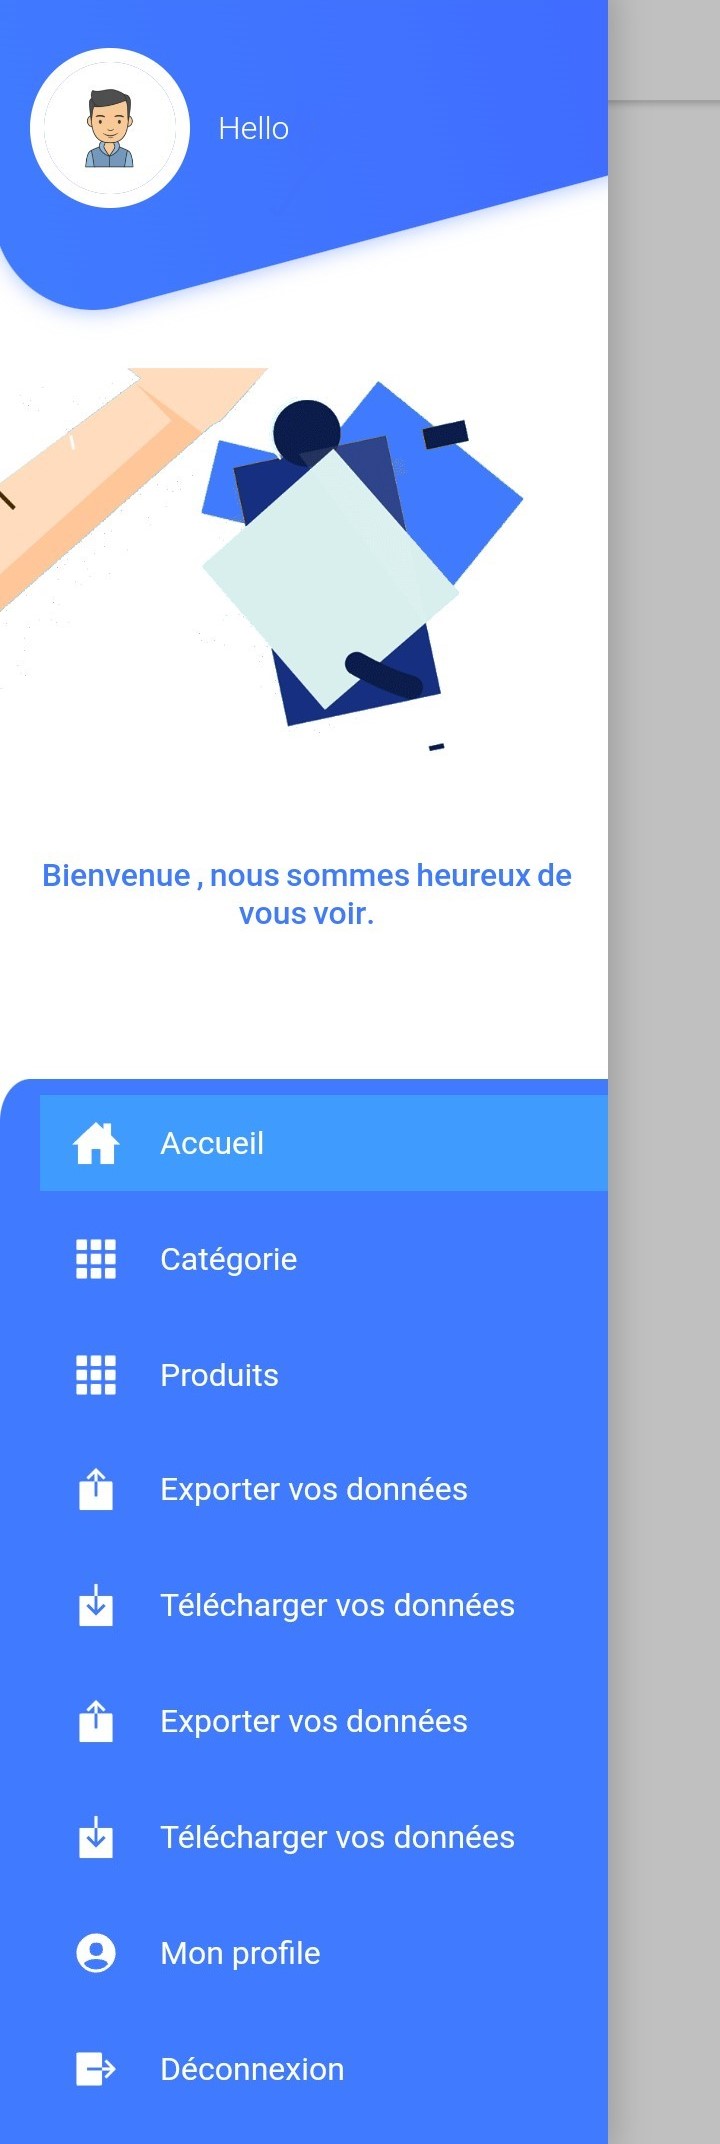 Hello
Bienvenue , nous sommes heureux de
vous voir.
Accueil
Catégorie
Produits
Exporter vos données
Télécharger vos données
Exporter vos données
Télécharger vos données
Mon profile
Déconnexion